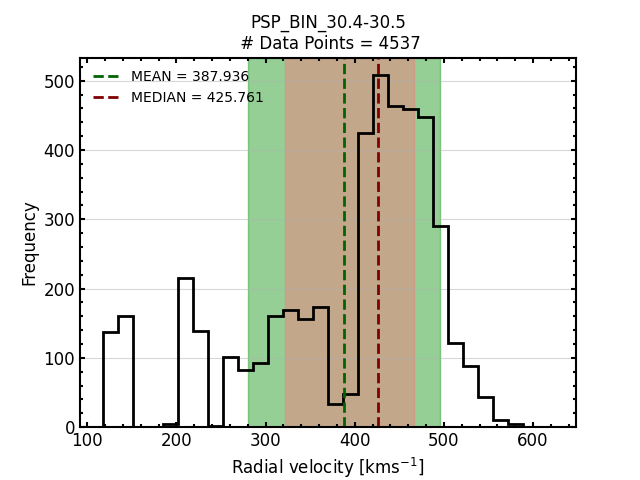 PSP_BIN_30.4-30.5
# Data Points = 4537
MEAN = 387.936
MEDIAN = 425.761
Frequency
500
400
300
200
100
0
100 200 300 400 500 600
Radial velocity [kms⁻¹]